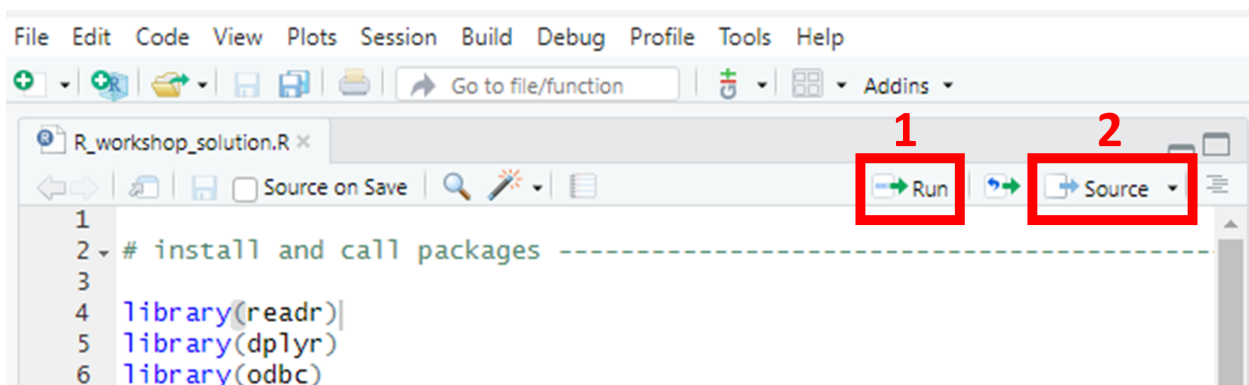 File Edit Code View Plots Session Build Debug Profile Tools Help
Go to file/function Addins
R_workshop_solution.R
1 2
Source on Save Run Source
1
2 # install and call packages ------------------------------------------
3
4 library(readr)
5 library(dplyr)
6 library(odbc)